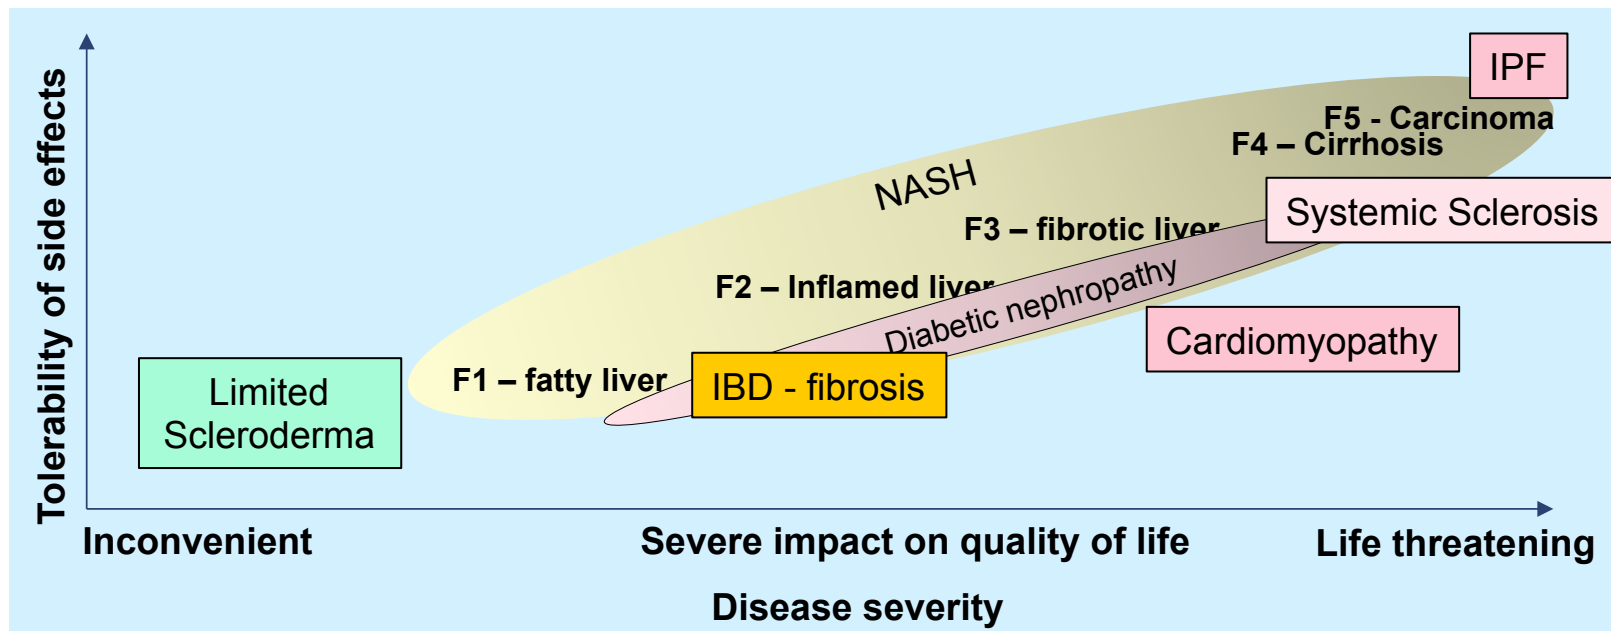 Tolerability of side effects
IPF
F5 - Carcinoma
F4 – Cirrhosis
NASH
Systemic Sclerosis
F3 – fibrotic liver
F2 – Inflamed liver
Diabetic nephropathy
Cardiomyopathy
F1 – fatty liver
IBD - fibrosis
Limited
Scleroderma
Inconvenient
Severe impact on quality of life
Life threatening
Disease severity